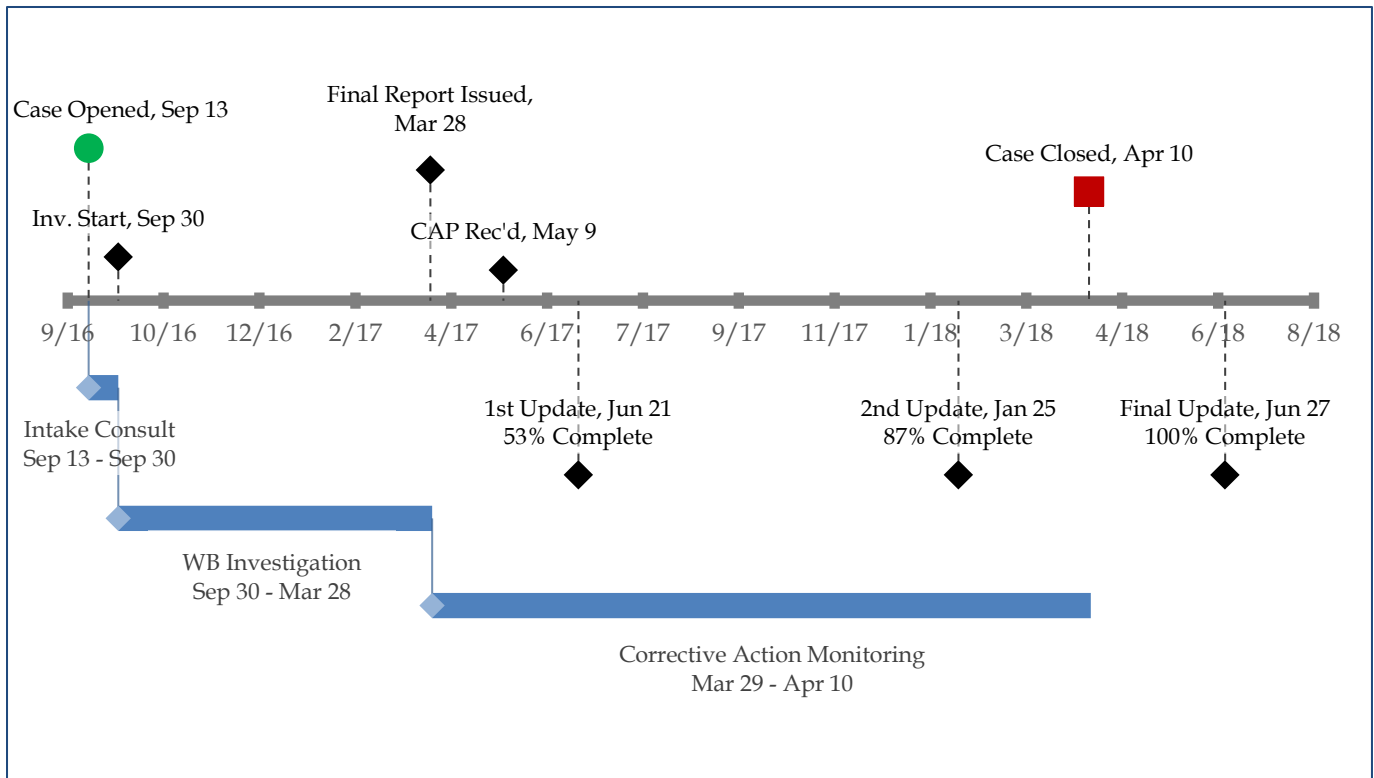 Case Opened, Sep 13
Final Report Issued,
Mar 28
Case Closed, Apr 10
Inv. Start, Sep 30
CAP Rec'd, May 9
9/16 10/16 12/16 2/17 4/17 6/17 7/17 9/17 11/17 1/18 3/18 4/18 6/18 8/18
1st Update, Jun 21
53% Complete
2nd Update, Jan 25
87% Complete
Final Update, Jun 27
100% Complete
Intake Consult
Sep 13 - Sep 30
WB Investigation
Sep 30 - Mar 28
Corrective Action Monitoring
Mar 29 - Apr 10